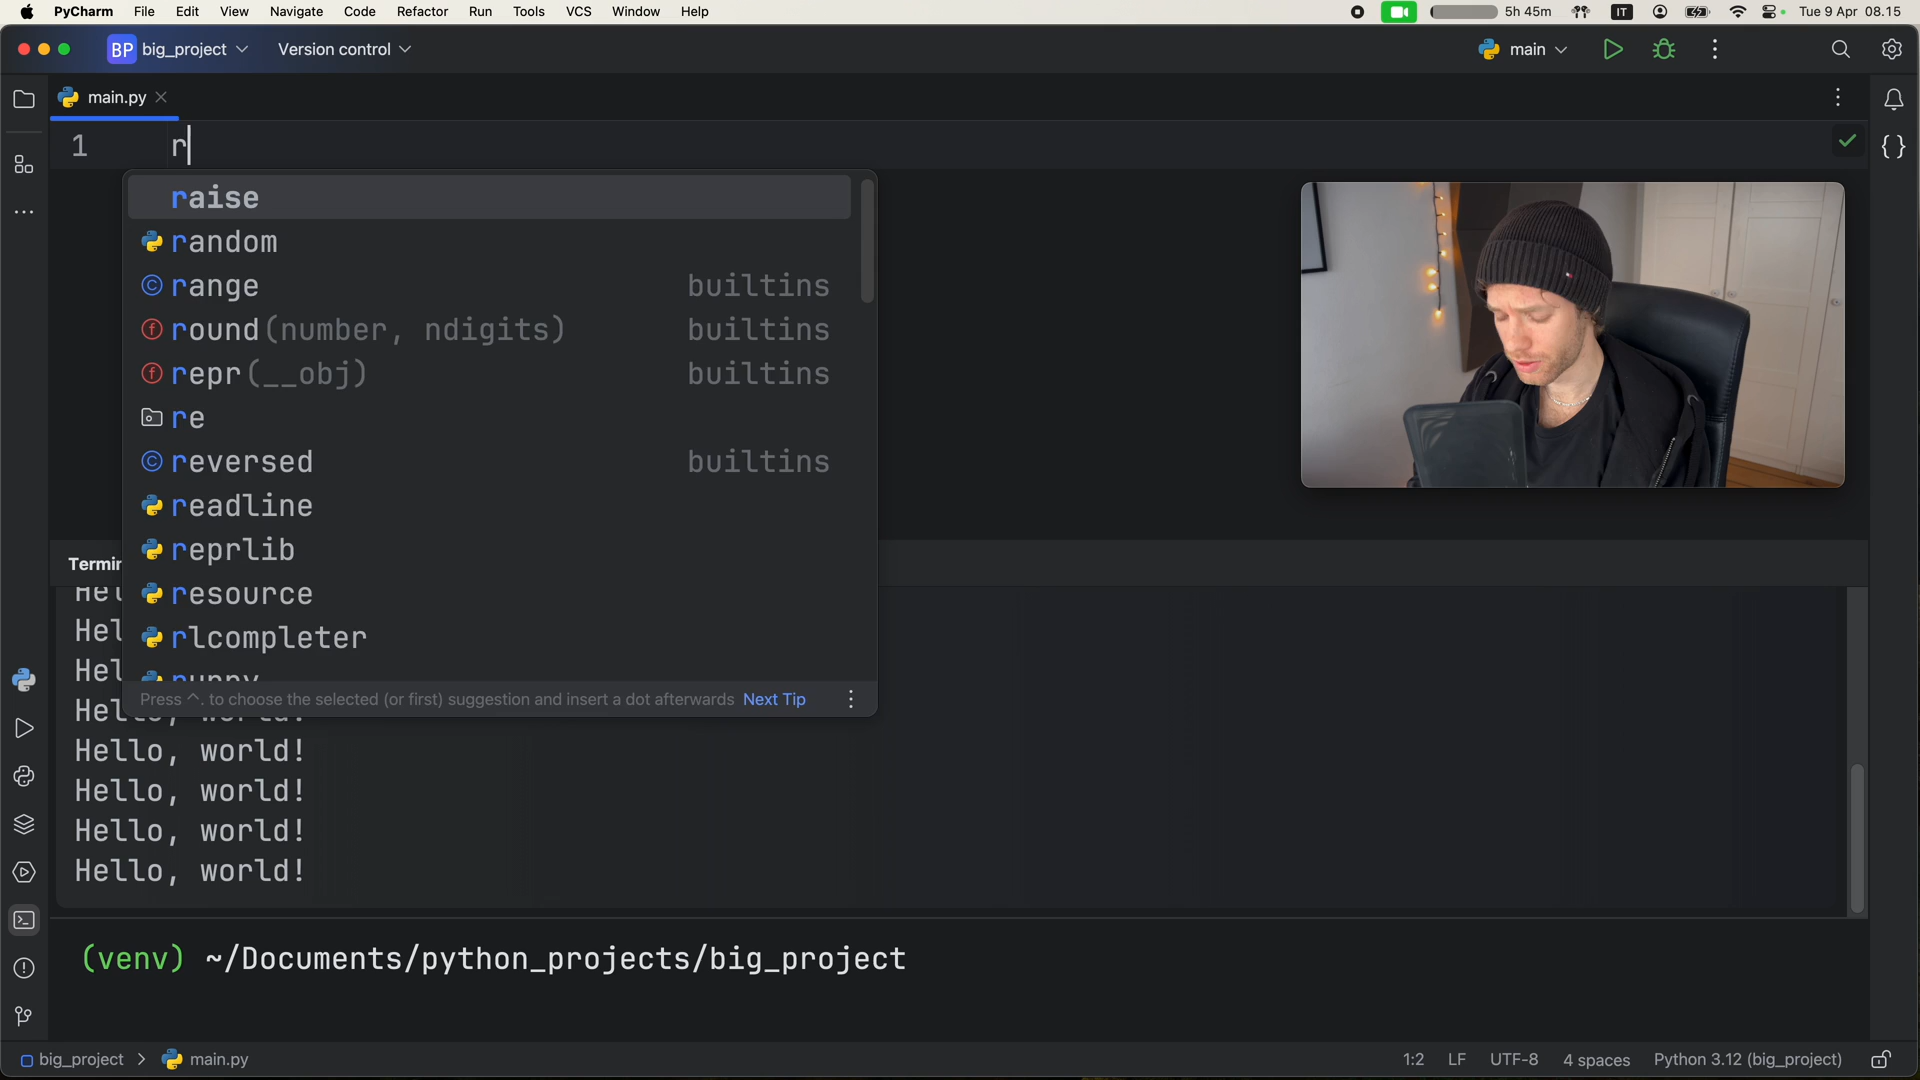 PyCharm File Edit View Navigate Code Refactor Run Tools VCS Window Help 5h 45m IT Tue 9 Apr 08.15
BP big_project Version control main
main.py
1 r
raise
random
range builtins
round(number, ndigits) builtins
repr(__obj) builtins
re
reversed builtins
readline
reprlib
resource
rlcompleter
runpy
Press ^. to choose the selected (or first) suggestion and insert a dot afterwards Next Tip
Hello, world!
Hello, world!
Hello, world!
Hello, world!
(venv) ~/Documents/python_projects/big_project
big_project > main.py 1:2 LF UTF-8 4 spaces Python 3.12 (big_project)